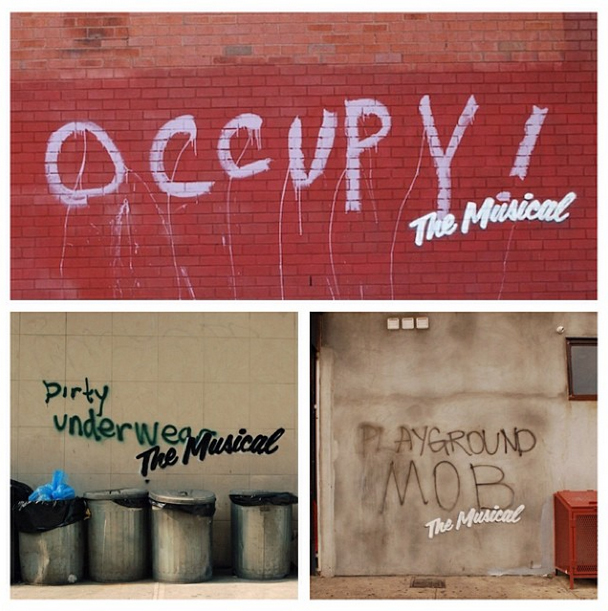 OCCUPY!
The Musical
Dirty
underwear
The Musical
PLAYGROUND
MOB
The Musical